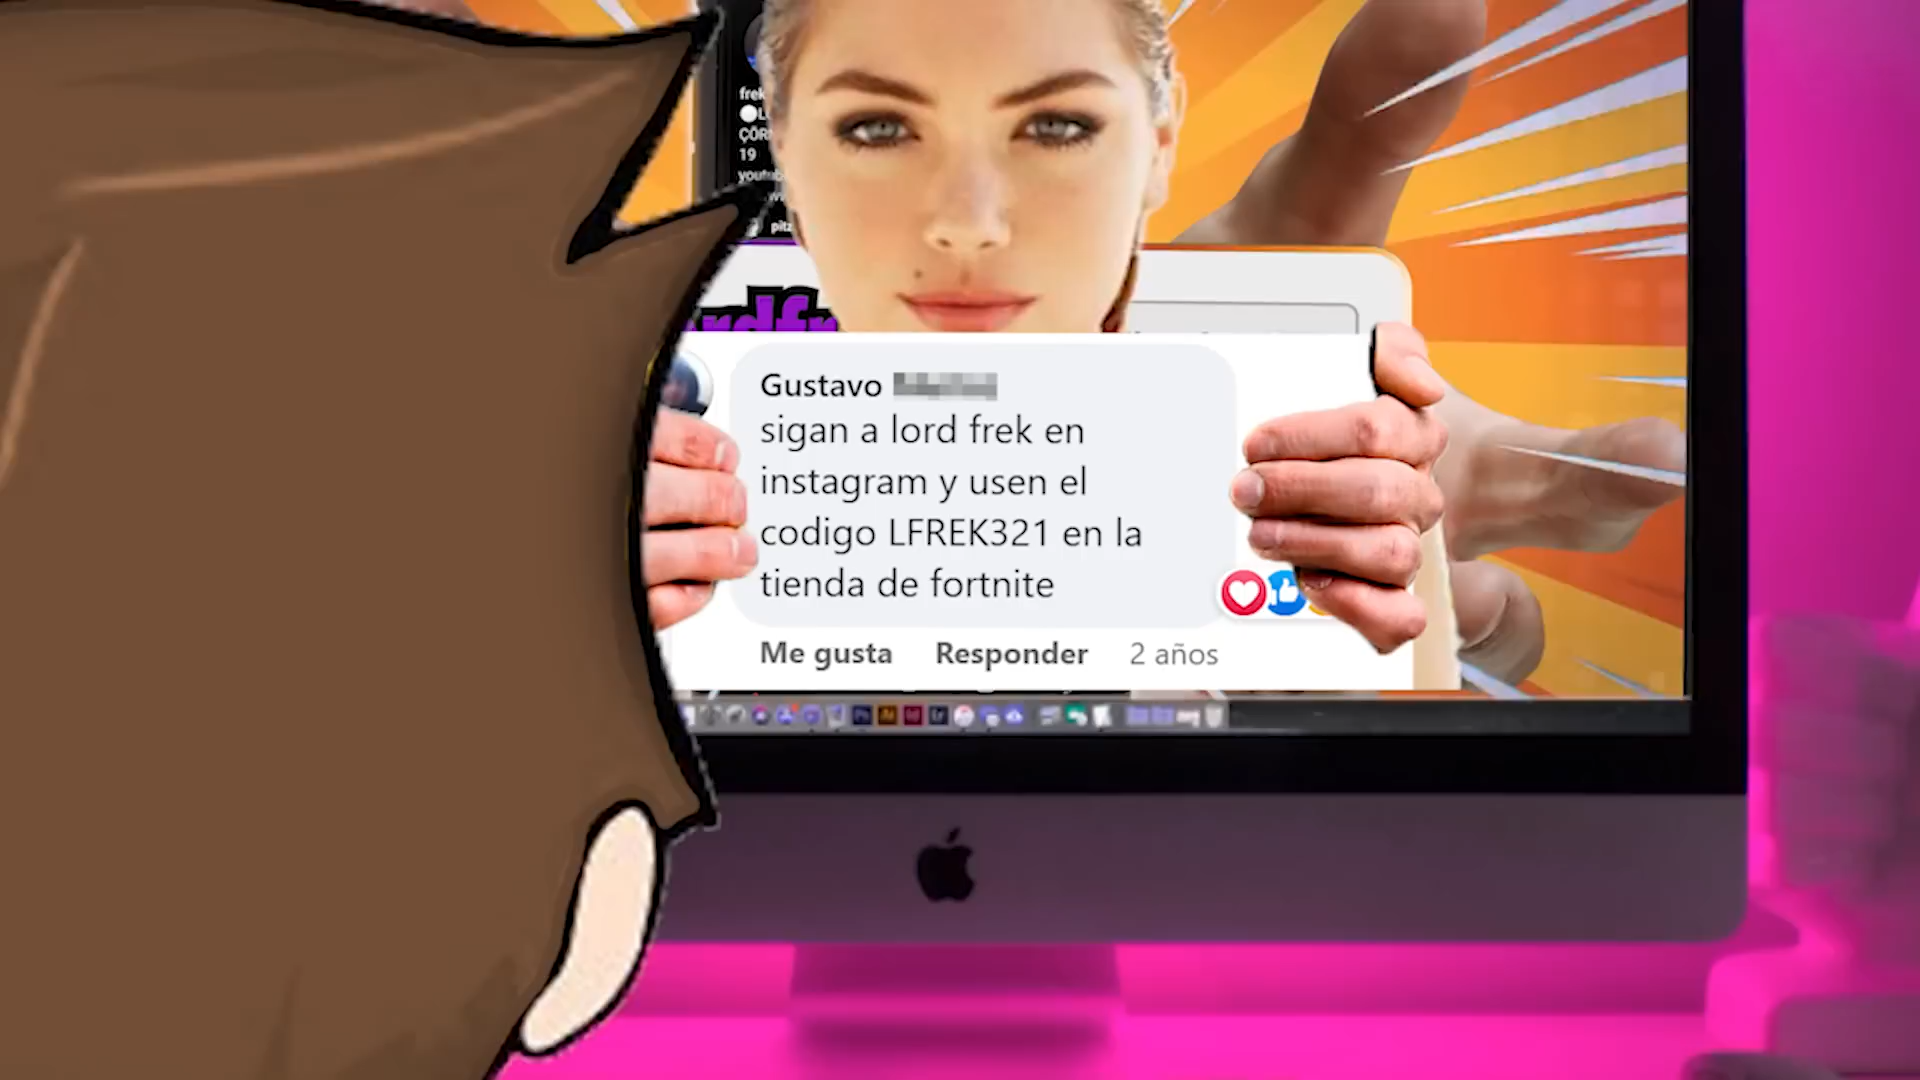 19
Gustavo
sigan a lord frek en
instagram y usen el
codigo LFREK321 en la
tienda de fortnite
Me gusta Responder 2 años